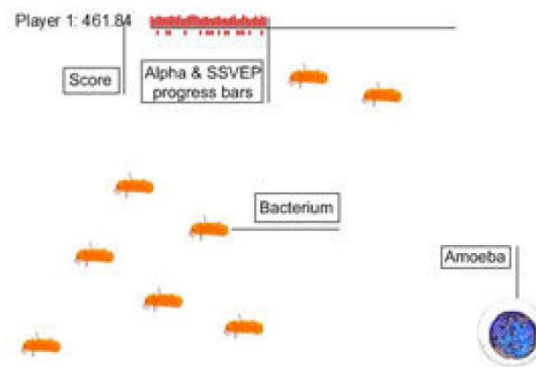 Player 1: 461.84
Score
Alpha & SSVEP
progress bars
Bacterium
Amoeba